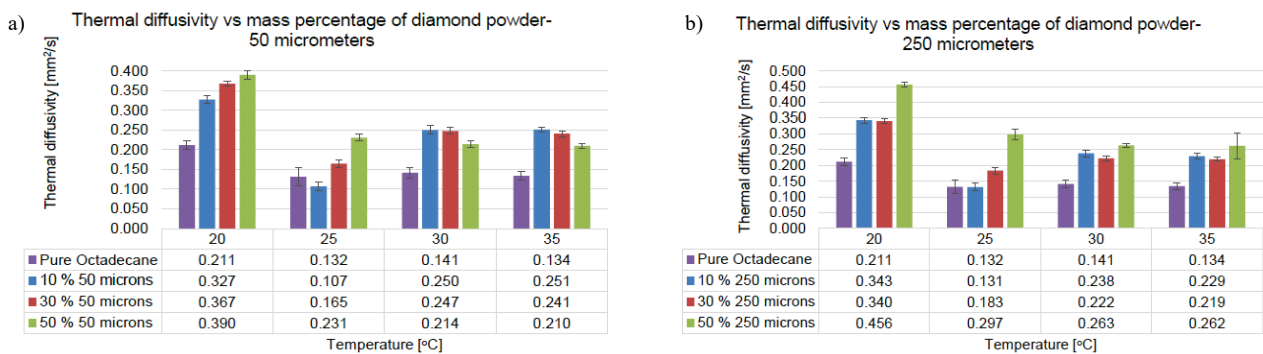 a)
Thermal diffusivity vs mass percentage of diamond powder-
50 micrometers
Thermal diffusivity [mm²/s]
0.400
0.350
0.300
0.250
0.200
0.150
0.100
0.050
0.000
20 25 30 35
Pure Octadecane 0.211 0.132 0.141 0.134
10 % 50 microns 0.327 0.107 0.250 0.251
30 % 50 microns 0.367 0.165 0.247 0.241
50 % 50 microns 0.390 0.231 0.214 0.210
Temperature [ºC]
b)
Thermal diffusivity vs mass percentage of diamond powder-
250 micrometers
Thermal diffusivity [mm²/s]
0.500
0.450
0.400
0.350
0.300
0.250
0.200
0.150
0.100
0.050
0.000
20 25 30 35
Pure Octadecane 0.211 0.132 0.141 0.134
10 % 250 microns 0.343 0.131 0.238 0.229
30 % 250 microns 0.340 0.183 0.222 0.219
50 % 250 microns 0.456 0.297 0.263 0.262
Temperature [ºC]